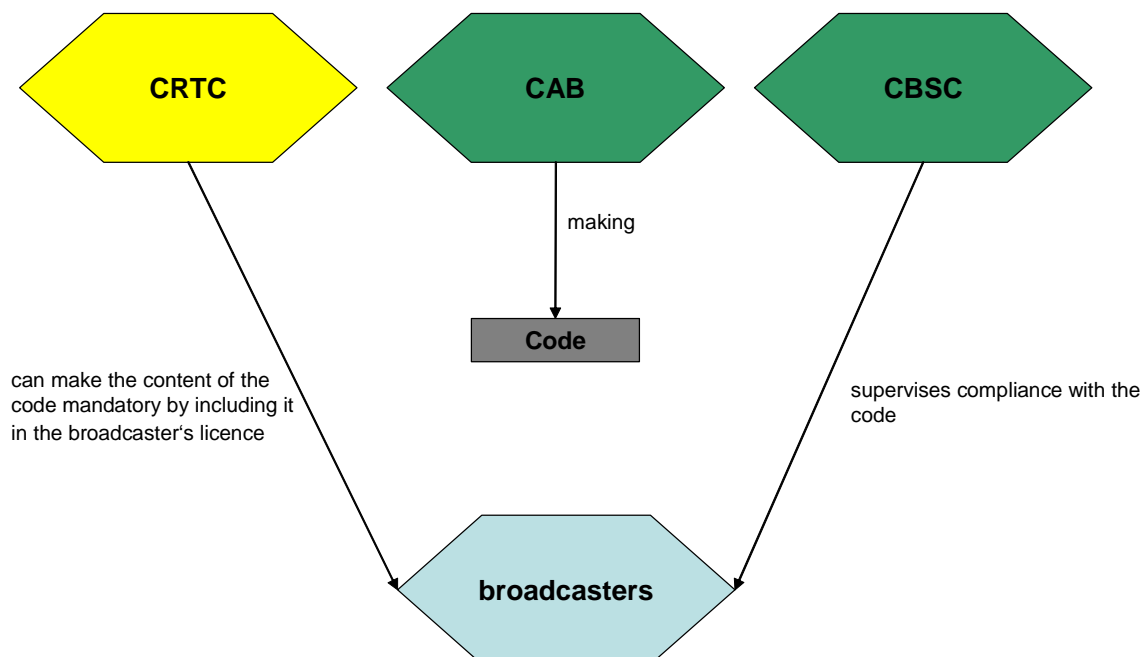 CRTC
CAB
CBSC
making
Code
can make the content of the
code mandatory by including it
in the broadcaster‘s licence
supervises compliance with the
code
broadcasters